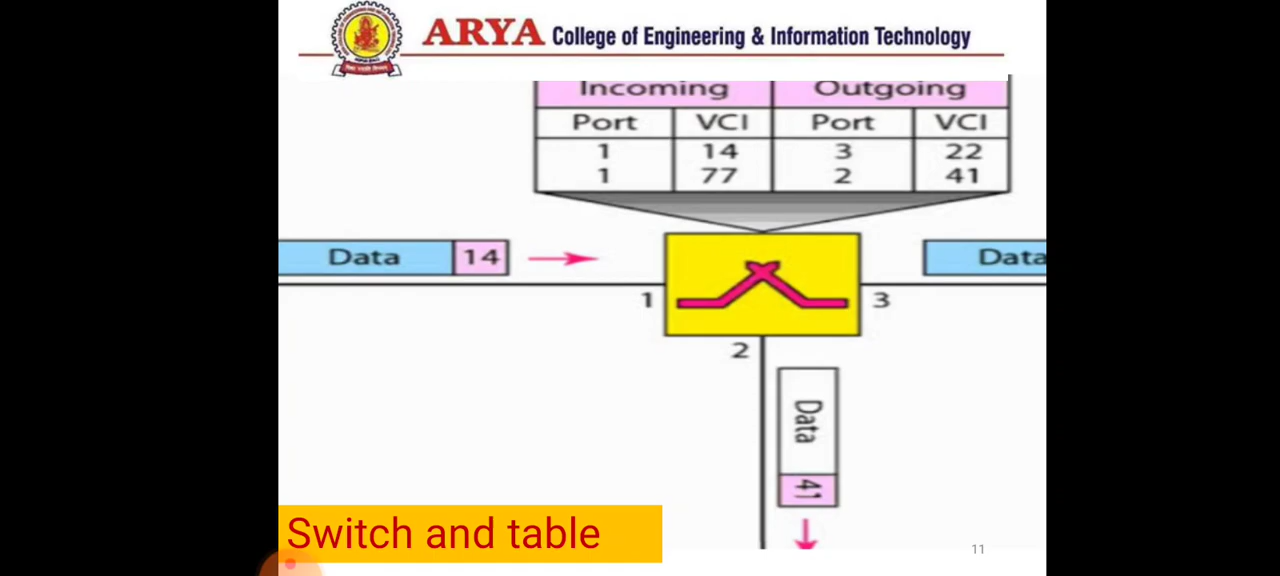 ARYA College of Engineering & Information Technology
Incoming Outgoing
Port VCI Port VCI
1 14 3 22
1 77 2 41
Data 14
Data
1
3
2
Data 41
Switch and table
11